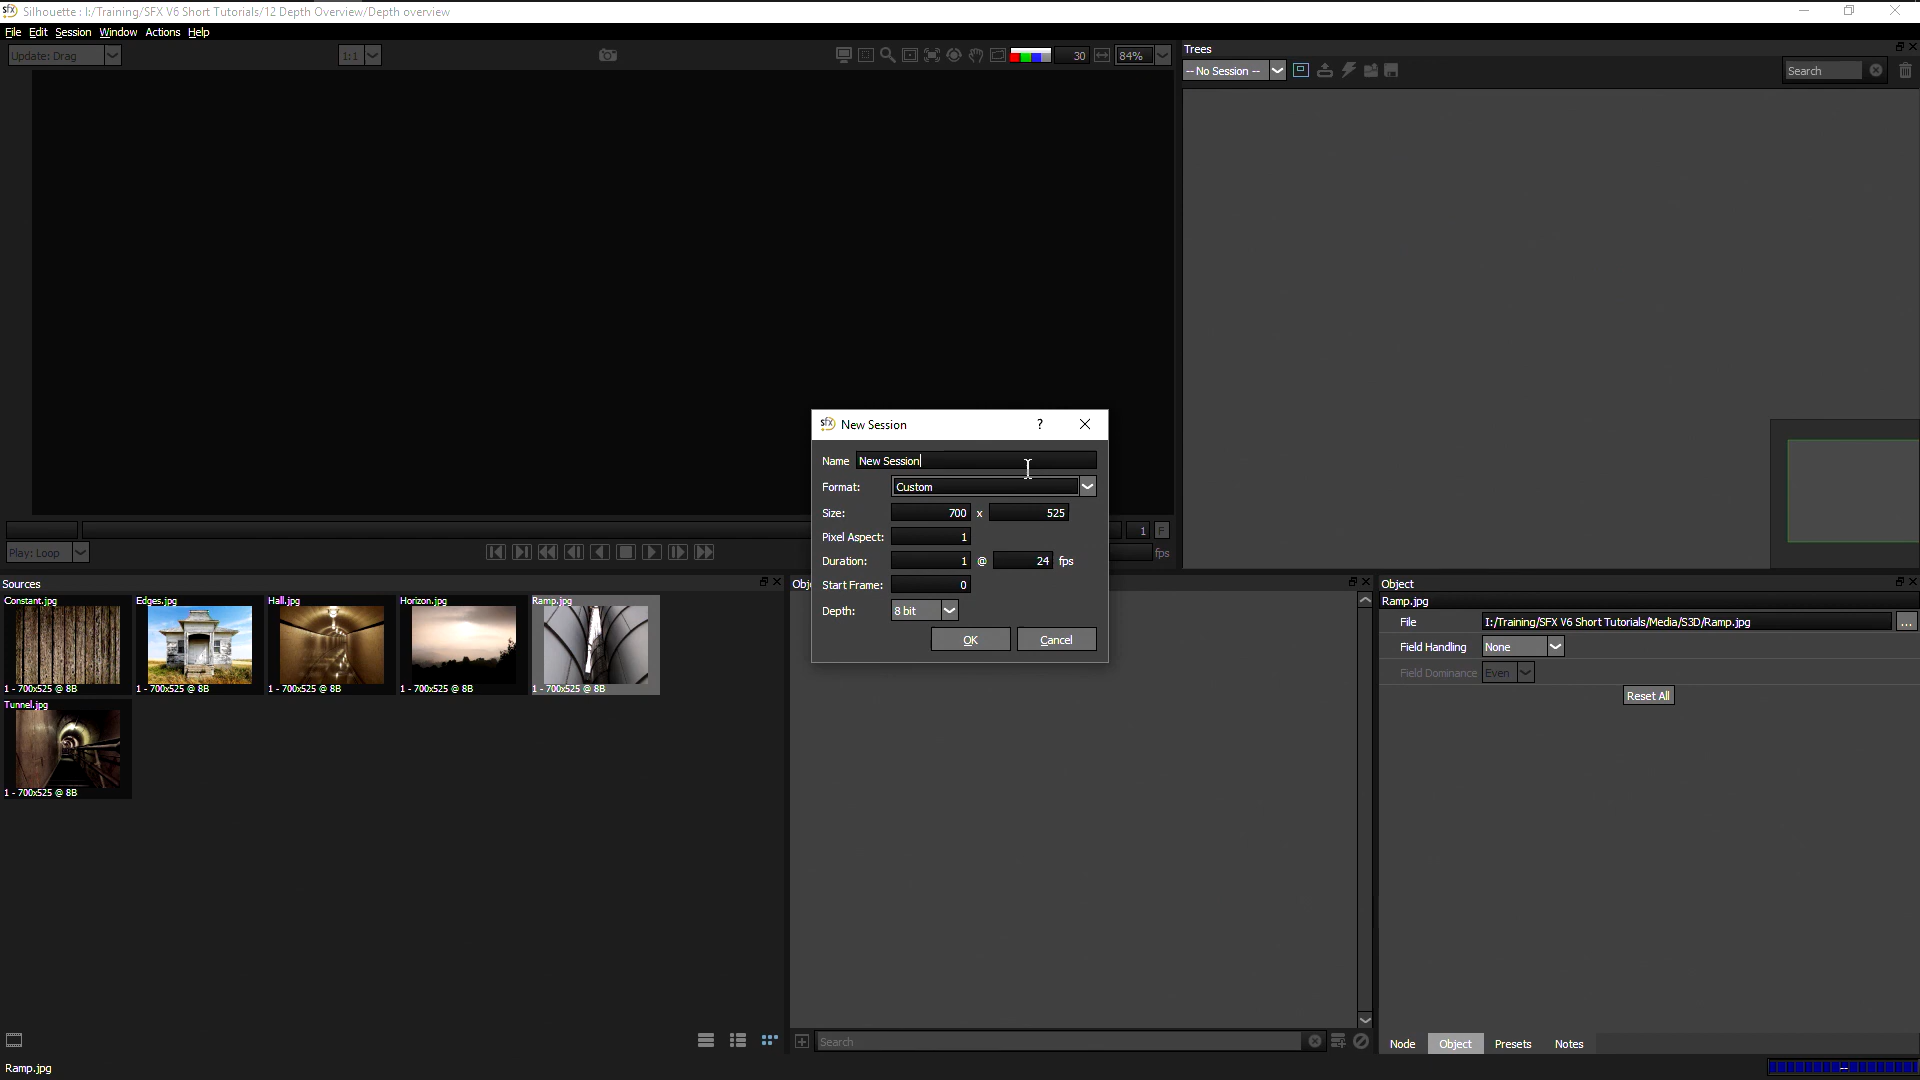 Silhouette : I:/Training/SFX V6 Short Tutorials/12 Depth Overview/Depth overview
File Edit Session Window Actions Help
Update: Drag
1:1
30
84%
Trees
-- No Session --
Search
sfx New Session ?
Name New Session
Format: Custom
Size: 700 x 525
Pixel Aspect: 1
Duration: 1 @ 24 fps
Start Frame: 0
Depth: 8 bit
OK Cancel
1 F
Play: Loop
fps
Sources
Constant.jpg
1 - 700x525 @ 8B
Edges.jpg
1 - 700x525 @ 8B
Hall.jpg
1 - 700x525 @ 8B
Horizon.jpg
1 - 700x525 @ 8B
Ramp.jpg
1 - 700x525 @ 8B
Tunnel.jpg
1 - 700x525 @ 8B
Obj
Search
Object
Ramp.jpg
File I:/Training/SFX V6 Short Tutorials/Media/S3D/Ramp.jpg ...
Field Handling None
Field Dominance Even
Reset All
Node Object Presets Notes
Ramp.jpg
--